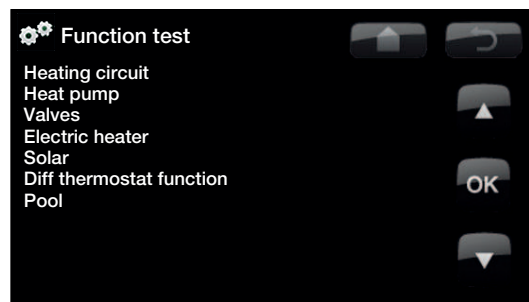 Function test
Heating circuit
Heat pump
Valves
Electric heater
Solar
Diff thermostat function
Pool
OK